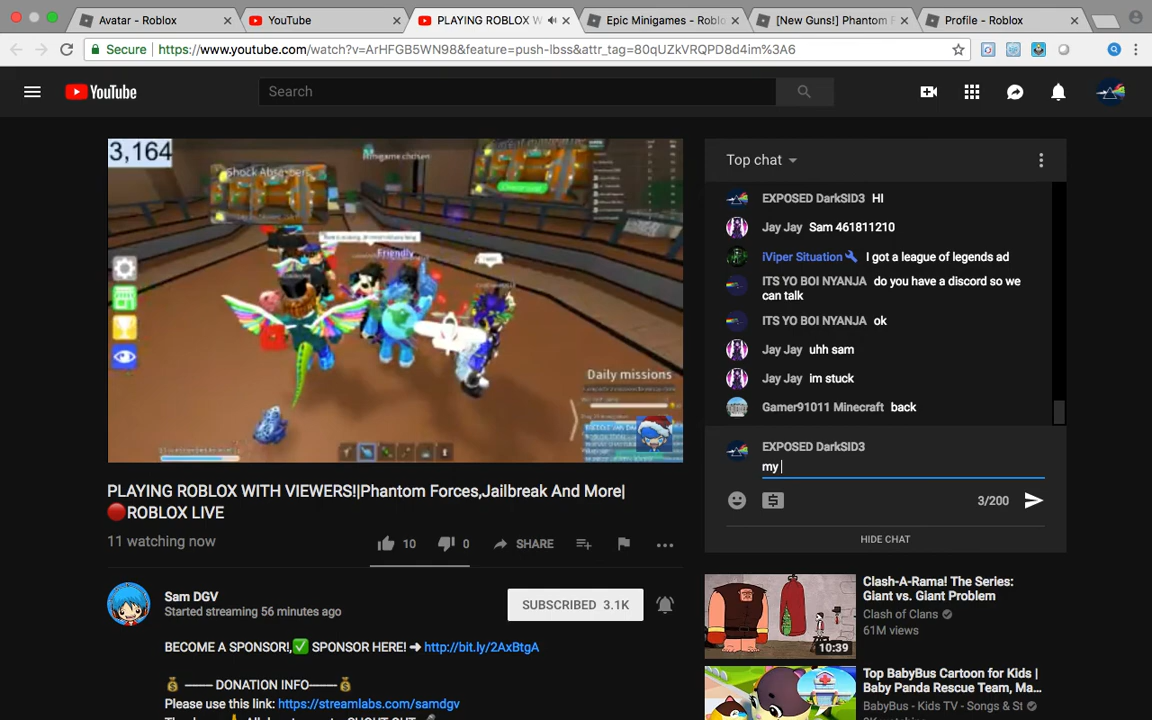 Avatar - Roblox
YouTube
PLAYING ROBLOX W
Epic Minigames - Roblo
[New Guns!] Phantom F
Profile - Roblox
Secure
https://www.youtube.com/watch?v=ArHFGB5WN98&feature=push-lbss&attr_tag=80qUZkVRQPD8d4im%3A6
YouTube
Search
3,164
Shock Absorber
Friendly
Daily missions
Top chat
EXPOSED DarkSID3 HI
Jay Jay Sam 461811210
iViper Situation I got a league of legends ad
ITS YO BOI NYANJA do you have a discord so we
can talk
ITS YO BOI NYANJA ok
Jay Jay uhh sam
Jay Jay im stuck
Gamer91011 Minecraft back
EXPOSED DarkSID3
my
3/200
HIDE CHAT
PLAYING ROBLOX WITH VIEWERS!|Phantom Forces,Jailbreak And More|
🔴ROBLOX LIVE
11 watching now
10
0
SHARE
Sam DGV
Started streaming 56 minutes ago
SUBSCRIBED 3.1K
BECOME A SPONSOR!,✅ SPONSOR HERE! ➜ http://bit.ly/2AxBtgA
💰 ——– DONATION INFO——💰
Please use this link: https://streamlabs.com/samdgv
Clash-A-Rama! The Series:
Giant vs. Giant Problem
Clash of Clans
61M views
10:39
Top BabyBus Cartoon for Kids |
Baby Panda Rescue Team, Ma...
BabyBus - Kids TV - Songs & St